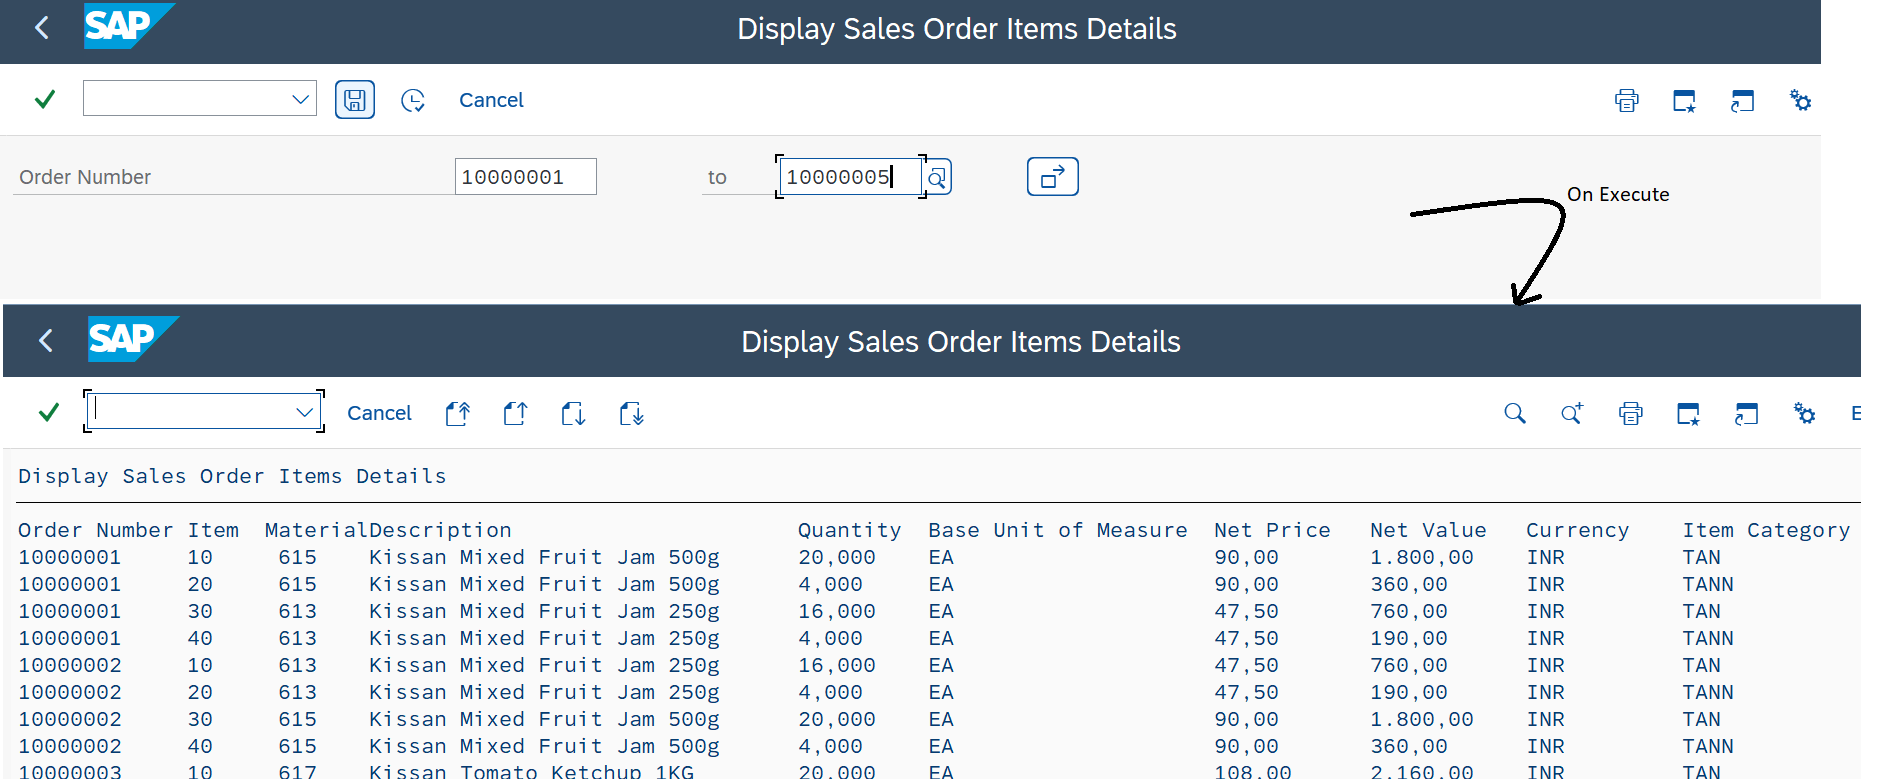 SAP Display Sales Order Items Details
Cancel
Order Number 10000001 to 10000005
On Execute
SAP Display Sales Order Items Details
Cancel E
Display Sales Order Items Details
Order Number Item MaterialDescription Quantity Base Unit of Measure Net Price Net Value Currency Item Category
10000001 10 615 Kissan Mixed Fruit Jam 500g 20,000 EA 90,00 1.800,00 INR TAN
10000001 20 615 Kissan Mixed Fruit Jam 500g 4,000 EA 90,00 360,00 INR TANN
10000001 30 613 Kissan Mixed Fruit Jam 250g 16,000 EA 47,50 760,00 INR TAN
10000001 40 613 Kissan Mixed Fruit Jam 250g 4,000 EA 47,50 190,00 INR TANN
10000002 10 613 Kissan Mixed Fruit Jam 250g 16,000 EA 47,50 760,00 INR TAN
10000002 20 613 Kissan Mixed Fruit Jam 250g 4,000 EA 47,50 190,00 INR TANN
10000002 30 615 Kissan Mixed Fruit Jam 500g 20,000 EA 90,00 1.800,00 INR TAN
10000002 40 615 Kissan Mixed Fruit Jam 500g 4,000 EA 90,00 360,00 INR TANN
10000003 10 617 Kissan Tomato Ketchup 1KG 20,000 EA 108,00 2.160,00 INR TAN